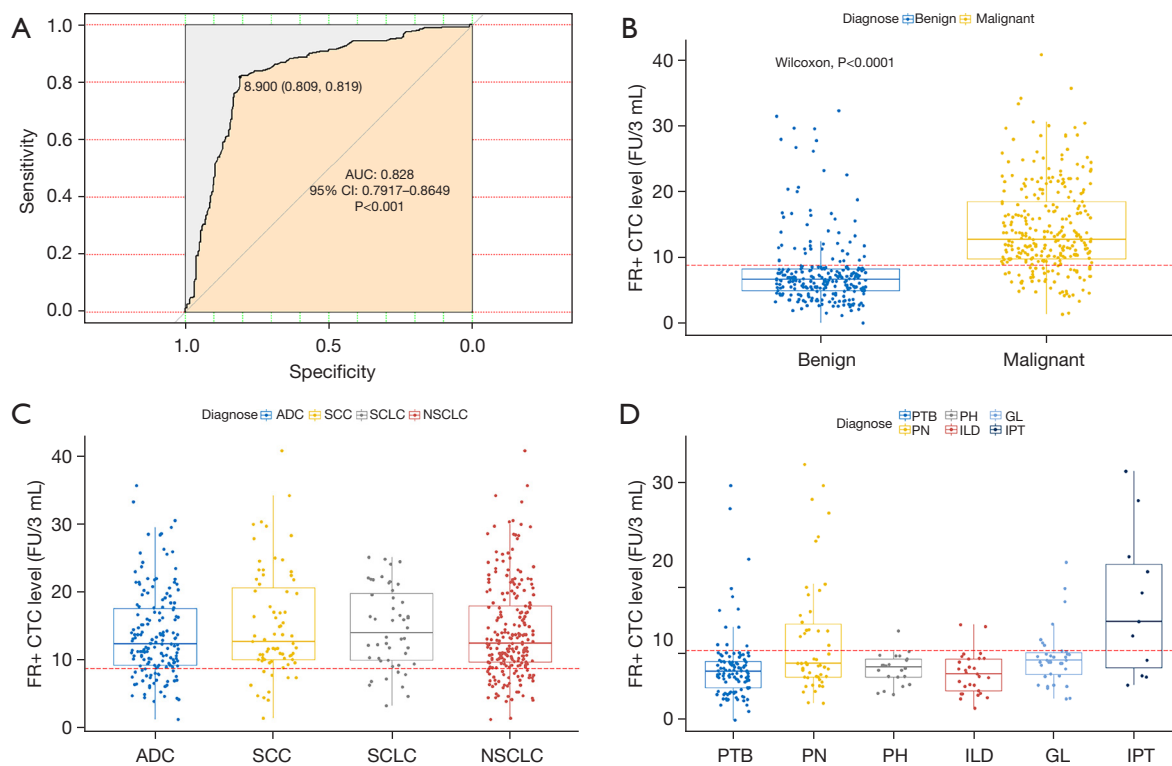 A
1.0
0.8
0.6
0.4
0.2
0.0
Sensitivity
8.900 (0.809, 0.819)
AUC: 0.828
95% CI: 0.7917–0.8649
P<0.001
1.0 0.5 0.0
Specificity
B
Diagnose Benign Malignant
Wilcoxon, P<0.0001
40
30
20
10
0
FR+ CTC level (FU/3 mL)
Benign Malignant
C
Diagnose ADC SCC SCLC NSCLC
40
30
20
10
0
FR+ CTC level (FU/3 mL)
ADC SCC SCLC NSCLC
D
Diagnose
PTB PH GL
PN ILD IPT
40
30
20
10
10
0
FR+ CTC level (FU/3 mL)
PTB PN PH ILD GL IPT